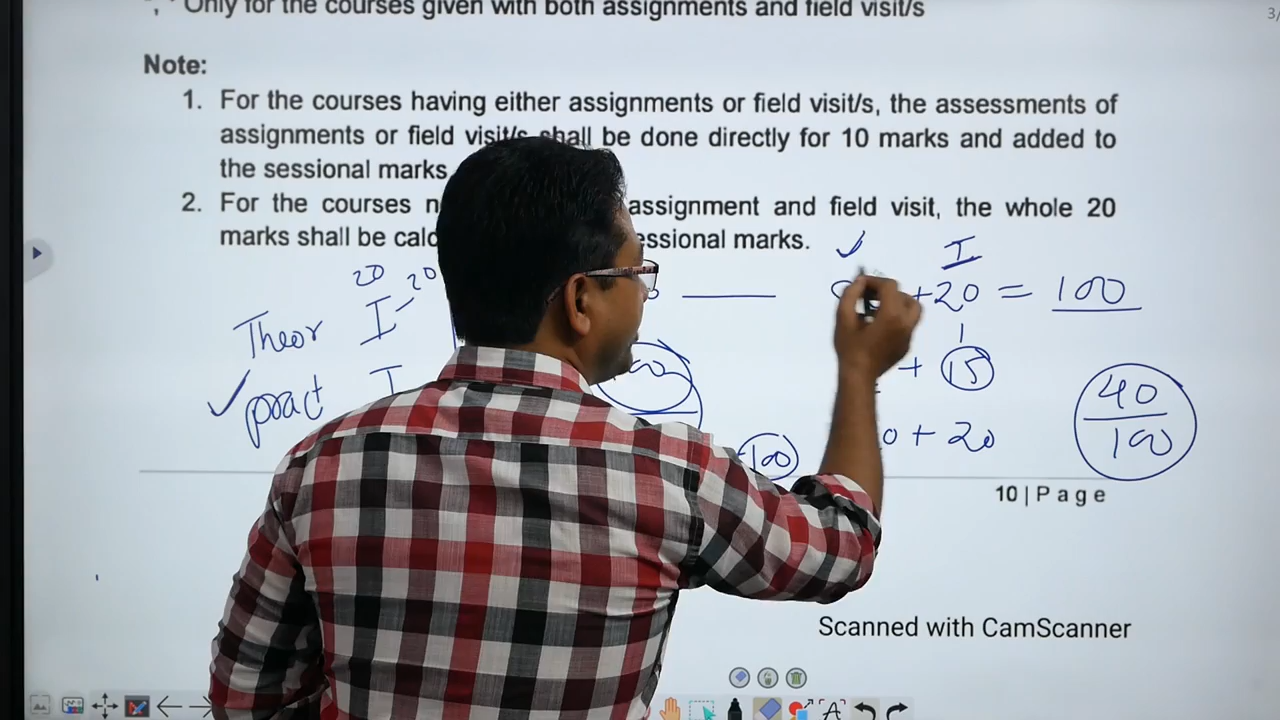 Only for the courses given with both assignments and field visit/s
3/
Note:
1. For the courses having either assignments or field visit/s, the assessments of
assignments or field visit/s shall be done directly for 10 marks and added to
the sessional marks
2. For the courses n assignment and field visit, the whole 20
marks shall be calc essional marks.
20 20
I
Theor I
+20 = 100
pract I
+ 15
40
100
0 + 20
100
10 | P a g e
Scanned with CamScanner